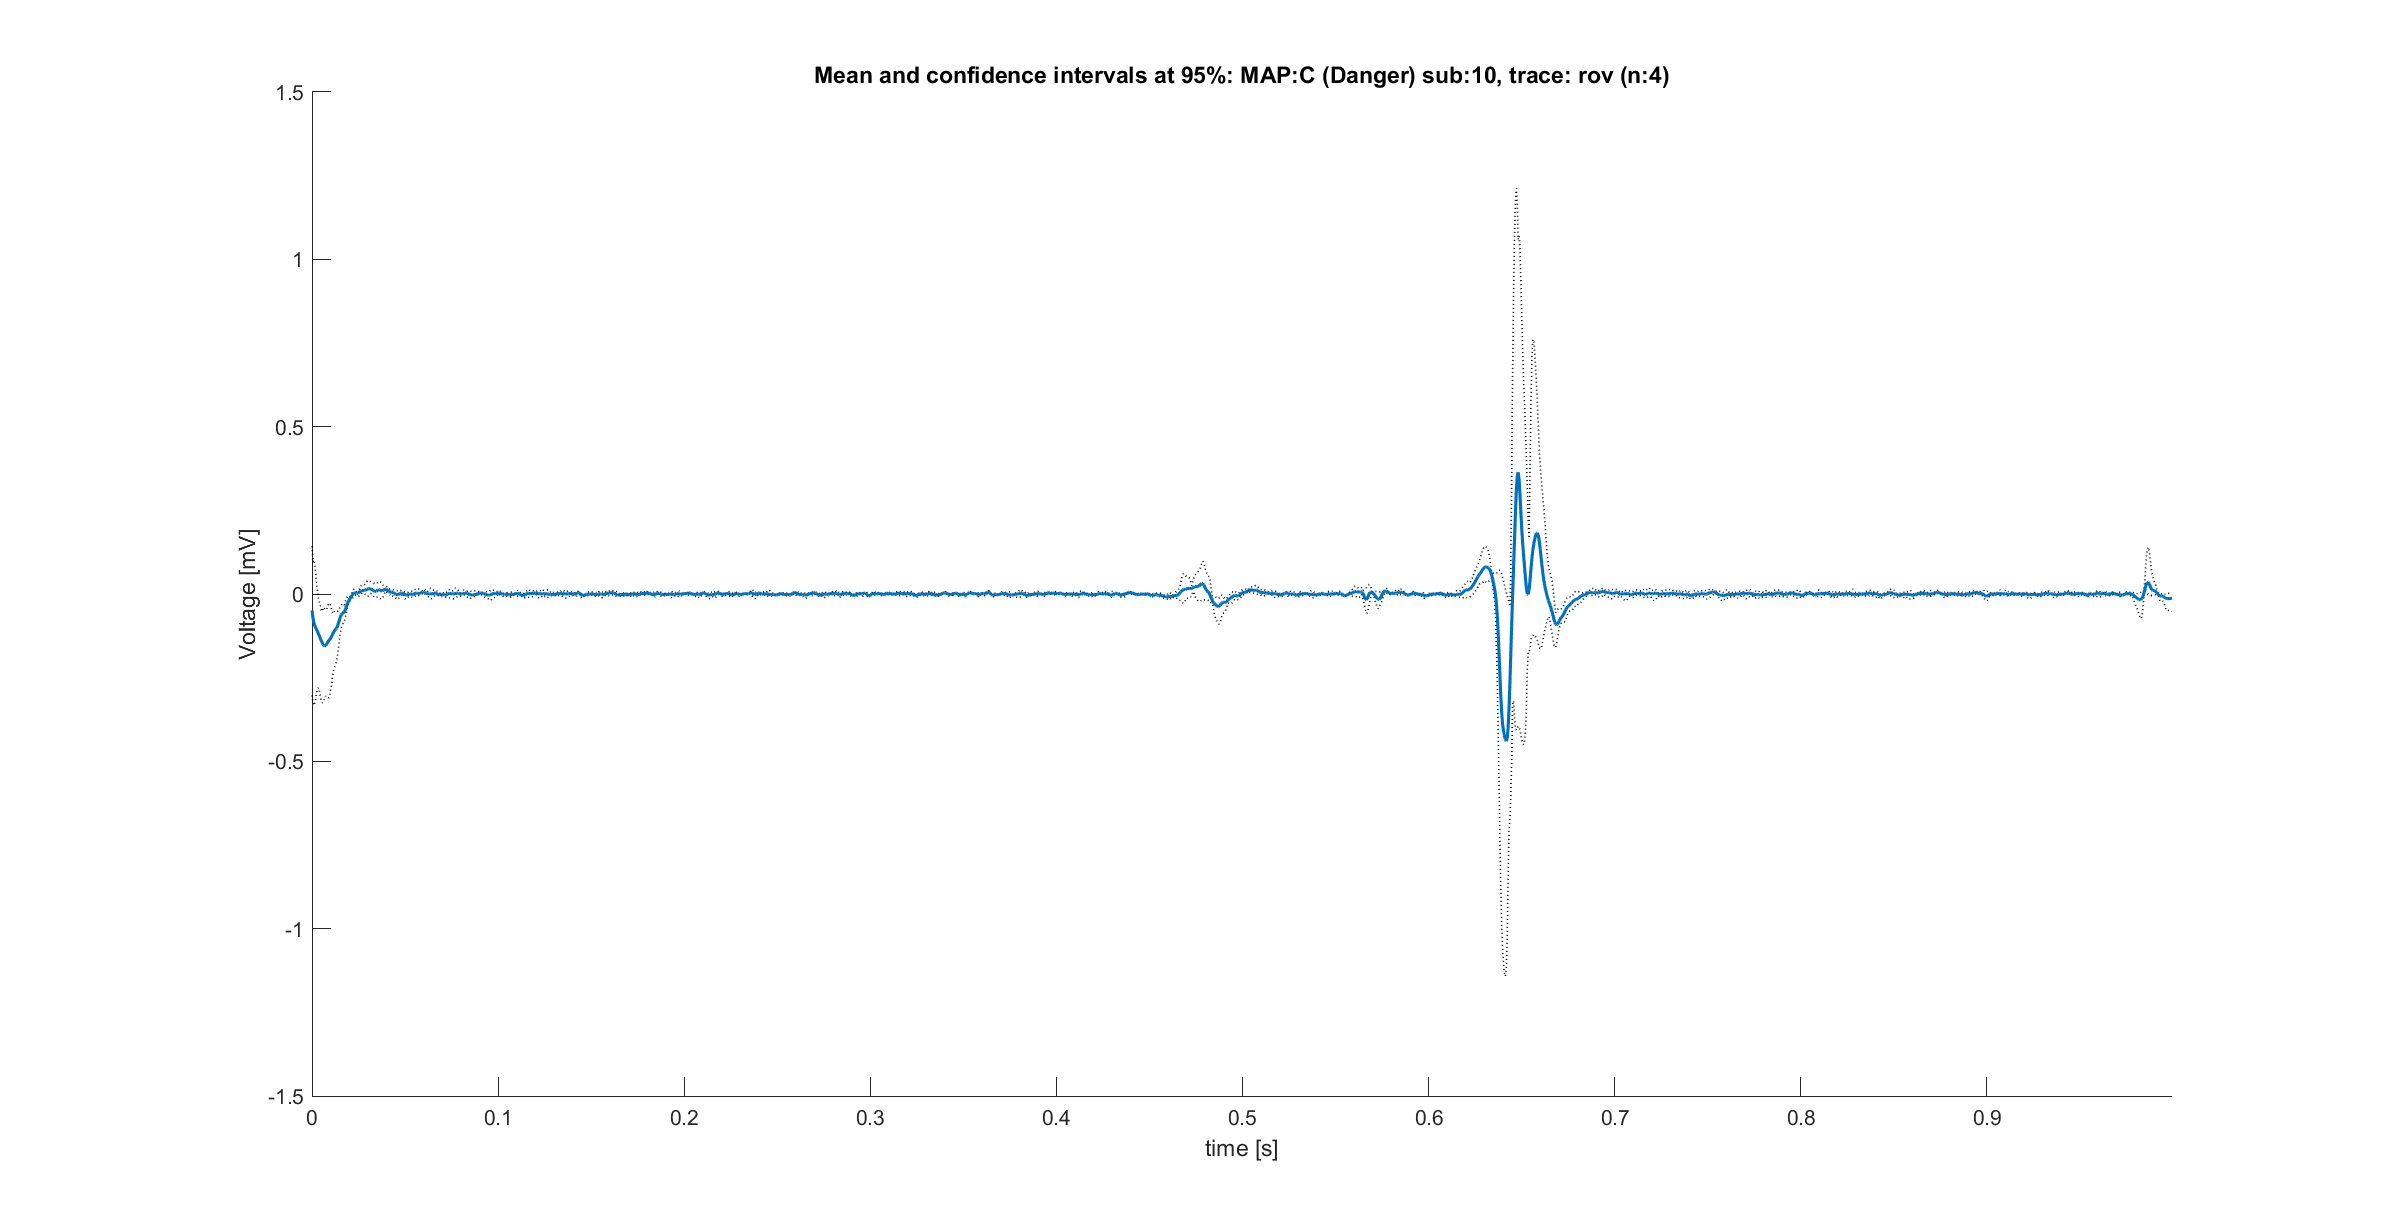 Mean and confidence intervals at 95%: MAP:C (Danger) sub:10, trace: rov (n:4)
1.5
1
0.5
0
-0.5
-1
-1.5
Voltage [mV]
0 0.1 0.2 0.3 0.4 0.5 0.6 0.7 0.8 0.9
time [s]